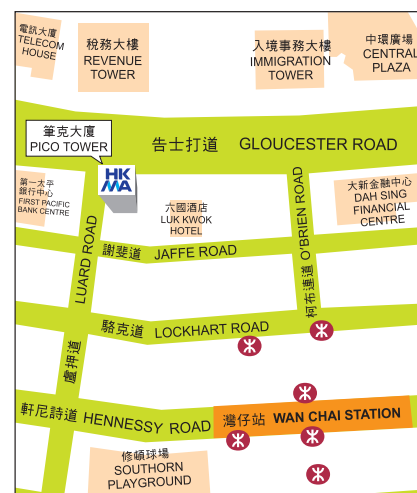 電訊大廈
TELECOM
HOUSE
稅務大樓
REVENUE
TOWER
入境事務大樓
IMMIGRATION
TOWER
中環廣場
CENTRAL
PLAZA
筆克大廈
PICO TOWER
告士打道 GLOUCESTER ROAD
HK
MA
第一太平
銀行中心
FIRST PACIFIC
BANK CENTRE
六國酒店
LUK KWOK
HOTEL
大新金融中心
DAH SING
FINANCIAL
CENTRE
柯布連道 O'BRIEN ROAD
盧押道 LUARD ROAD
謝斐道 JAFFE ROAD
駱克道 LOCKHART ROAD
軒尼詩道 HENNESSY ROAD
灣仔站 WAN CHAI STATION
修頓球場
SOUTHORN
PLAYGROUND